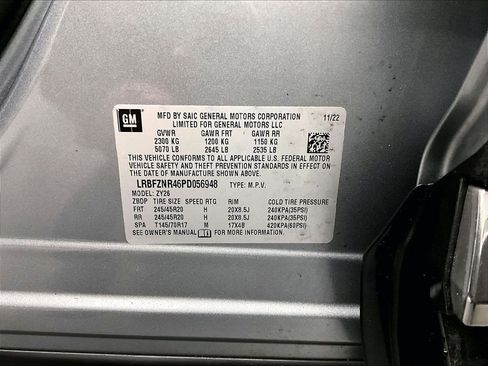 GM
MFD BY SAIC GENERAL MOTORS CORPORATION 11/22
LIMITED FOR GENERAL MOTORS LLC
GVWR GAWR FRT GAWR RR
2300 KG 1200 KG 1150 KG
5070 LB 2645 LB 2535 LB
THIS VEHICLE CONFORMS TO ALL APPLICABLE U.S. FEDERAL MOTOR
VEHICLE SAFETY AND THEFT PREVENTION STANDARDS IN EFFECT ON
THE DATE OF MANUFACTURE SHOWN ABOVE.
LRBFZNR46PD056948 TYPE: M.P.V.
MODEL: ZY26
ZBDP TIRE SIZE SPEED RTG RIM COLD TIRE PRESSURE
FRT 245/45R20 H 20X8.5J 240KPA(35PSI)
RR 245/45R20 H 20X8.5J 240KPA(35PSI)
SPA T145/70R17 M 17X4B 420KPA(60PSI)
SEE OWNER'S MANUAL i FOR MORE INFORMATION.